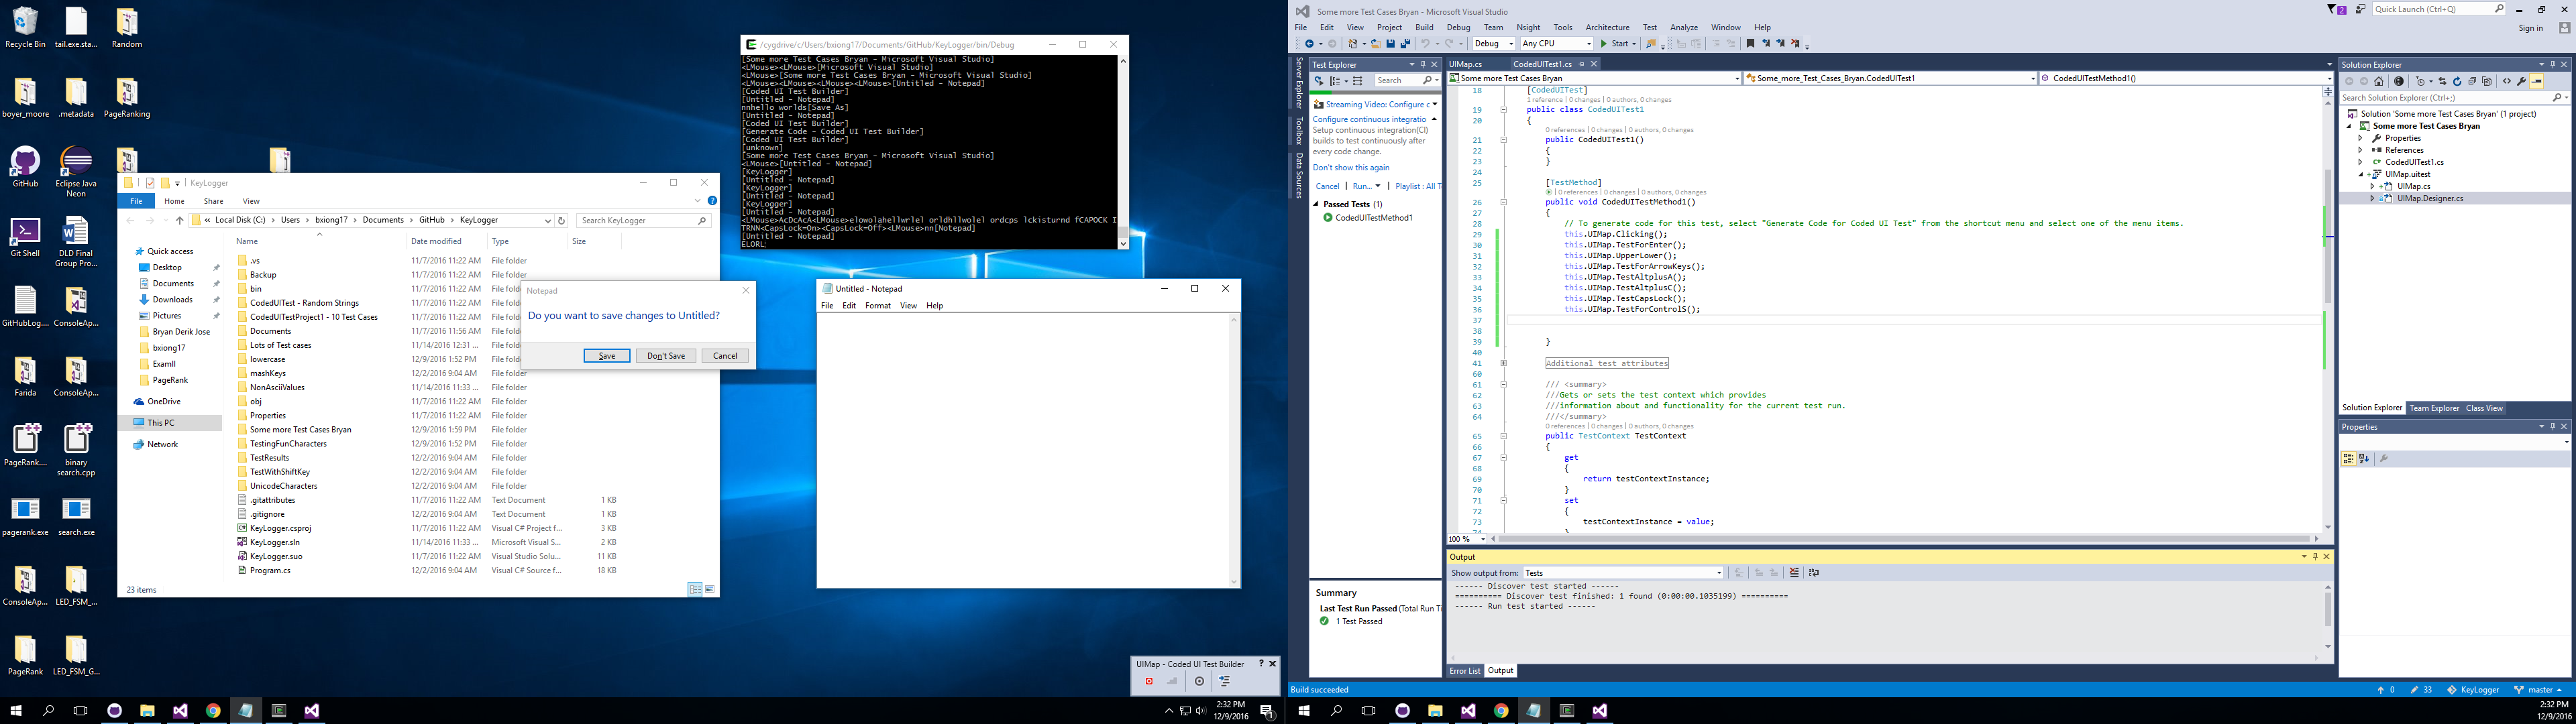 Recycle Bin
tail.exe.sta...
Random
boyer_moore
.metadata
PageRanking
GitHub
Eclipse Java Neon
Git Shell
DLD Final Group Pro...
GitHubLog....
ConsoleAp...
Farida
ConsoleAp...
PageRank....
binary search.cpp
pagerank.exe
search.exe
ConsoleAp...
LED_FSM_...
PageRank
LED_FSM_G...
/cygdrive/c/Users/bxiong17/Documents/GitHub/KeyLogger/bin/Debug
[Some more Test Cases Bryan - Microsoft Visual Studio]
<LMouse><LMouse>[Microsoft Visual Studio]
<LMouse>[Some more Test Cases Bryan - Microsoft Visual Studio]
<LMouse><LMouse><LMouse><LMouse>[Untitled - Notepad]
[Coded UI Test Builder]
[Untitled - Notepad]
nnhello worlds[Save As]
[Untitled - Notepad]
[Coded UI Test Builder]
[Generate Code - Coded UI Test Builder]
[Coded UI Test Builder]
[unknown]
[Some more Test Cases Bryan - Microsoft Visual Studio]
<LMouse>[Untitled - Notepad]
[KeyLogger]
[Untitled - Notepad]
[KeyLogger]
[Untitled - Notepad]
[KeyLogger]
[Untitled - Notepad]
<LMouse>AcDcAcA<LMouse>elowolahellwrlel orldhllwolel ordcps lckisturnd fCAPOCK I
TRNN<CapsLock=On><CapsLock=Off><LMouse>nn[Notepad]
[Untitled - Notepad]
ELORL
KeyLogger
File Home Share View
« Local Disk (C:) > Users > bxiong17 > Documents > GitHub > KeyLogger
Search KeyLogger
Name Date modified Type Size
Quick access
Desktop
Documents
Downloads
Pictures
Bryan Derik Jose
bxiong17
ExamII
PageRank
OneDrive
This PC
Network
.vs 11/7/2016 11:22 AM File folder
Backup 11/7/2016 11:22 AM File folder
bin 11/7/2016 11:22 AM File folder
CodedUITest - Random Strings 11/7/2016 11:22 AM
CodedUITestProject1 - 10 Test Cases 11/7/2016 11:22 AM
Documents 11/7/2016 11:56 AM
Lots of Test cases 11/14/2016 12:31 ...
lowercase 12/9/2016 1:52 PM
mashKeys 12/2/2016 9:04 AM File folder
NonAsciiValues 11/14/2016 11:33 ... File folder
obj 11/7/2016 11:22 AM File folder
Properties 11/7/2016 11:22 AM File folder
Some more Test Cases Bryan 12/9/2016 1:59 PM File folder
TestingFunCharacters 12/9/2016 1:52 PM File folder
TestResults 12/2/2016 9:04 AM File folder
TestWithShiftKey 12/2/2016 9:04 AM File folder
UnicodeCharacters 12/2/2016 9:04 AM File folder
.gitattributes 11/7/2016 11:22 AM Text Document 1 KB
.gitignore 12/2/2016 9:04 AM Text Document 1 KB
KeyLogger.csproj 11/7/2016 11:22 AM Visual C# Project f... 3 KB
KeyLogger.sln 11/14/2016 11:33 ... Microsoft Visual S... 2 KB
KeyLogger.suo 11/7/2016 11:22 AM Visual Studio Solu... 11 KB
Program.cs 12/2/2016 9:04 AM Visual C# Source f... 18 KB
23 items
Notepad
Do you want to save changes to Untitled?
Save Don't Save Cancel
Untitled - Notepad
File Edit Format View Help
UIMap - Coded UI Test Builder
2:32 PM
12/9/2016
Some more Test Cases Bryan - Microsoft Visual Studio
2
Quick Launch (Ctrl+Q)
File Edit View Project Build Debug Team Nsight Tools Architecture Test Analyze Window Help
Sign in
Debug Any CPU Start
Server Explorer
Toolbox
Data Sources
Test Explorer
Search
Streaming Video: Configure c
Configure continuous integratio
Setup continuous integration(CI)
builds to test continuously after
every code change.
Don't show this again
Cancel | Run... | Playlist : All T
Passed Tests (1)
CodedUITestMethod1
Summary
Last Test Run Passed (Total Run Ti
1 Test Passed
UIMap.cs CodedUITest1.cs
Some more Test Cases Bryan Some_more_Test_Cases_Bryan.CodedUITest1 CodedUITestMethod1()
18 [CodedUITest]
1 reference | 0 changes | 0 authors, 0 changes
19 public class CodedUITest1
20 {
0 references | 0 changes | 0 authors, 0 changes
21 public CodedUITest1()
22 {
23 }
24
25 [TestMethod]
| 0 references | 0 changes | 0 authors, 0 changes
26 public void CodedUITestMethod1()
27 {
28 // To generate code for this test, select "Generate Code for Coded UI Test" from the shortcut menu and select one of the menu items.
29 this.UIMap.Clicking();
30 this.UIMap.TestForEnter();
31 this.UIMap.UpperLower();
32 this.UIMap.TestForArrowKeys();
33 this.UIMap.TestAltplusA();
34 this.UIMap.TestAltplusC();
35 this.UIMap.TestCapsLock();
36 this.UIMap.TestForControlS();
37
38
39 }
40
41 Additional test attributes
60
61 /// <summary>
62 ///Gets or sets the test context which provides
63 ///information about and functionality for the current test run.
64 ///</summary>
0 references | 0 changes | 0 authors, 0 changes
65 public TestContext TestContext
66 {
67 get
68 {
69 return testContextInstance;
70 }
71 set
72 {
73 testContextInstance = value;
100 %
Output
Show output from: Tests
------ Discover test started ------
========== Discover test finished: 1 found (0:00:00.1035199) ==========
------ Run test started ------
Error List Output
Solution Explorer
Search Solution Explorer (Ctrl+;)
Solution 'Some more Test Cases Bryan' (1 project)
Some more Test Cases Bryan
Properties
References
CodedUITest1.cs
UIMap.uitest
UIMap.cs
UIMap.Designer.cs
Solution Explorer Team Explorer Class View
Properties
Build succeeded
0 33 KeyLogger master
2:32 PM
12/9/2016